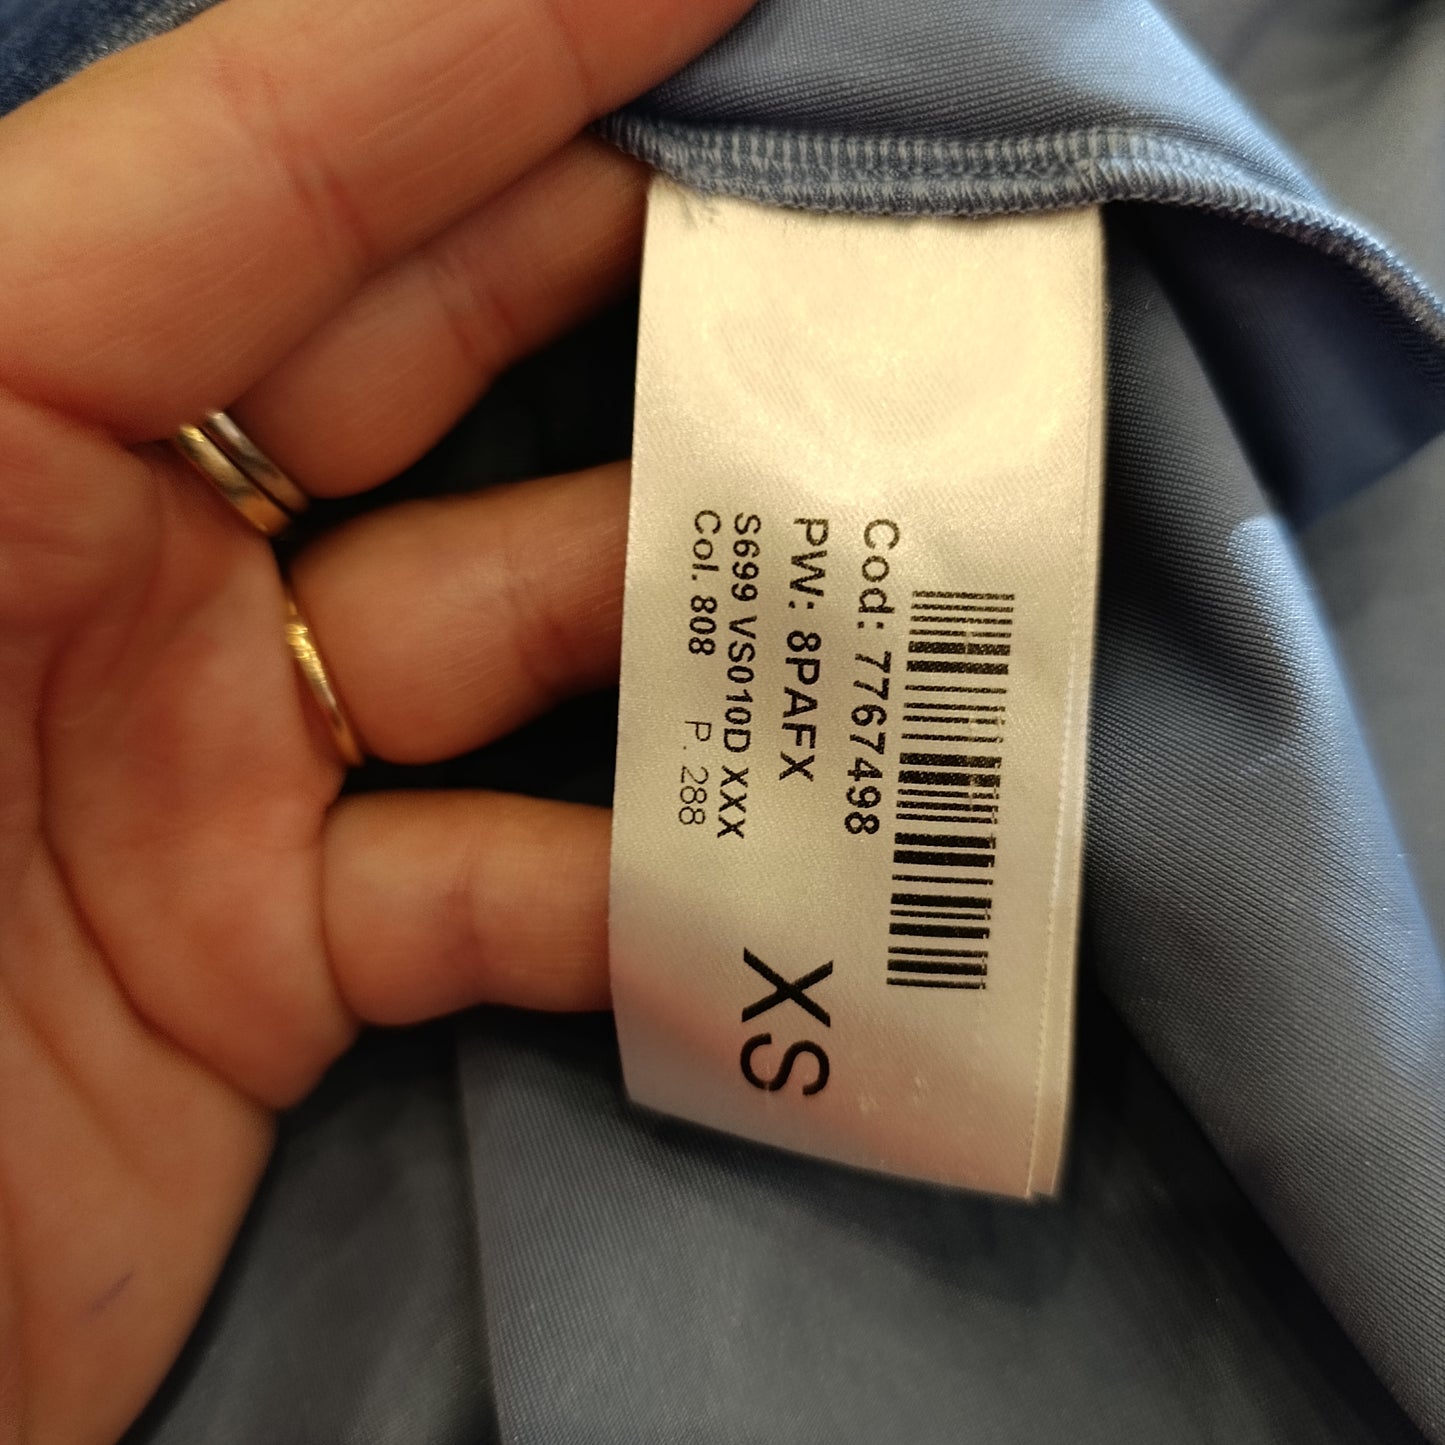 Cod: 7767498
PW: 8PAFX
S699 VS010D XXX
Col. 808 P. 288
XS